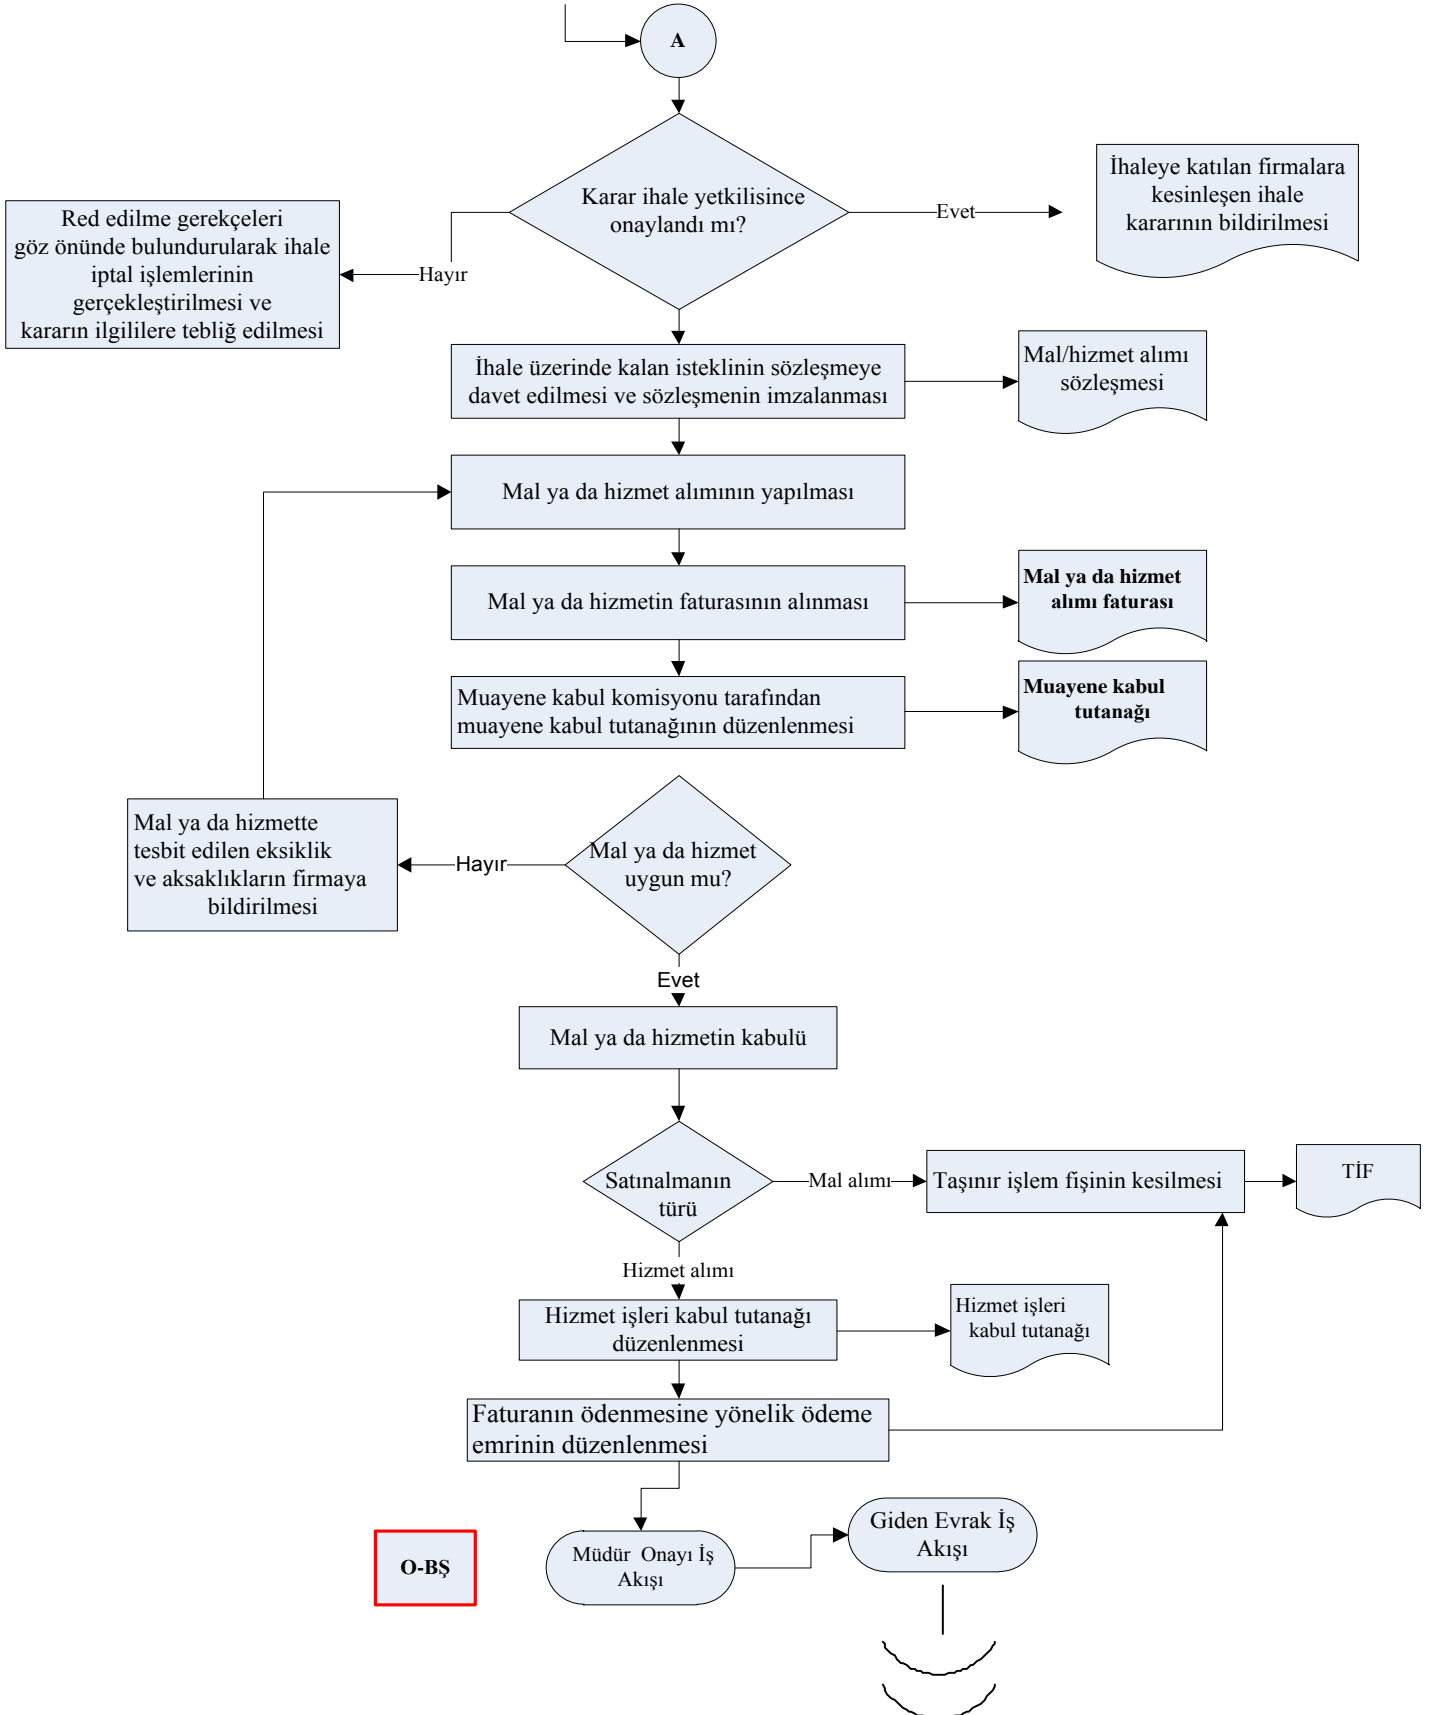 A
Karar ihale yetkilisince
onaylandı mı?
Evet
İhaleye katılan firmalara
kesinleşen ihale
kararının bildirilmesi
Hayır
Red edilme gerekçeleri
göz önünde bulundurularak ihale
iptal işlemlerinin
gerçekleştirilmesi ve
kararın ilgililere tebliğ edilmesi
İhale üzerinde kalan isteklinin sözleşmeye
davet edilmesi ve sözleşmenin imzalanması
Mal/hizmet alımı
sözleşmesi
Mal ya da hizmet alımının yapılması
Mal ya da hizmetin faturasının alınması
Mal ya da hizmet
alımı faturası
Muayene kabul komisyonu tarafından
muayene kabul tutanağının düzenlenmesi
Muayene kabul
tutanağı
Mal ya da hizmet
uygun mu?
Hayır
Mal ya da hizmette
tesbit edilen eksiklik
ve aksaklıkların firmaya
bildirilmesi
Evet
Mal ya da hizmetin kabulü
Satınalmanın
türü
Mal alımı
Taşınır işlem fişinin kesilmesi
TİF
Hizmet alımı
Hizmet işleri kabul tutanağı
düzenlenmesi
Hizmet işleri
kabul tutanağı
Faturanın ödenmesine yönelik ödeme
emrinin düzenlenmesi
O-BŞ
Müdür Onayı İş
Akışı
Giden Evrak İş
Akışı